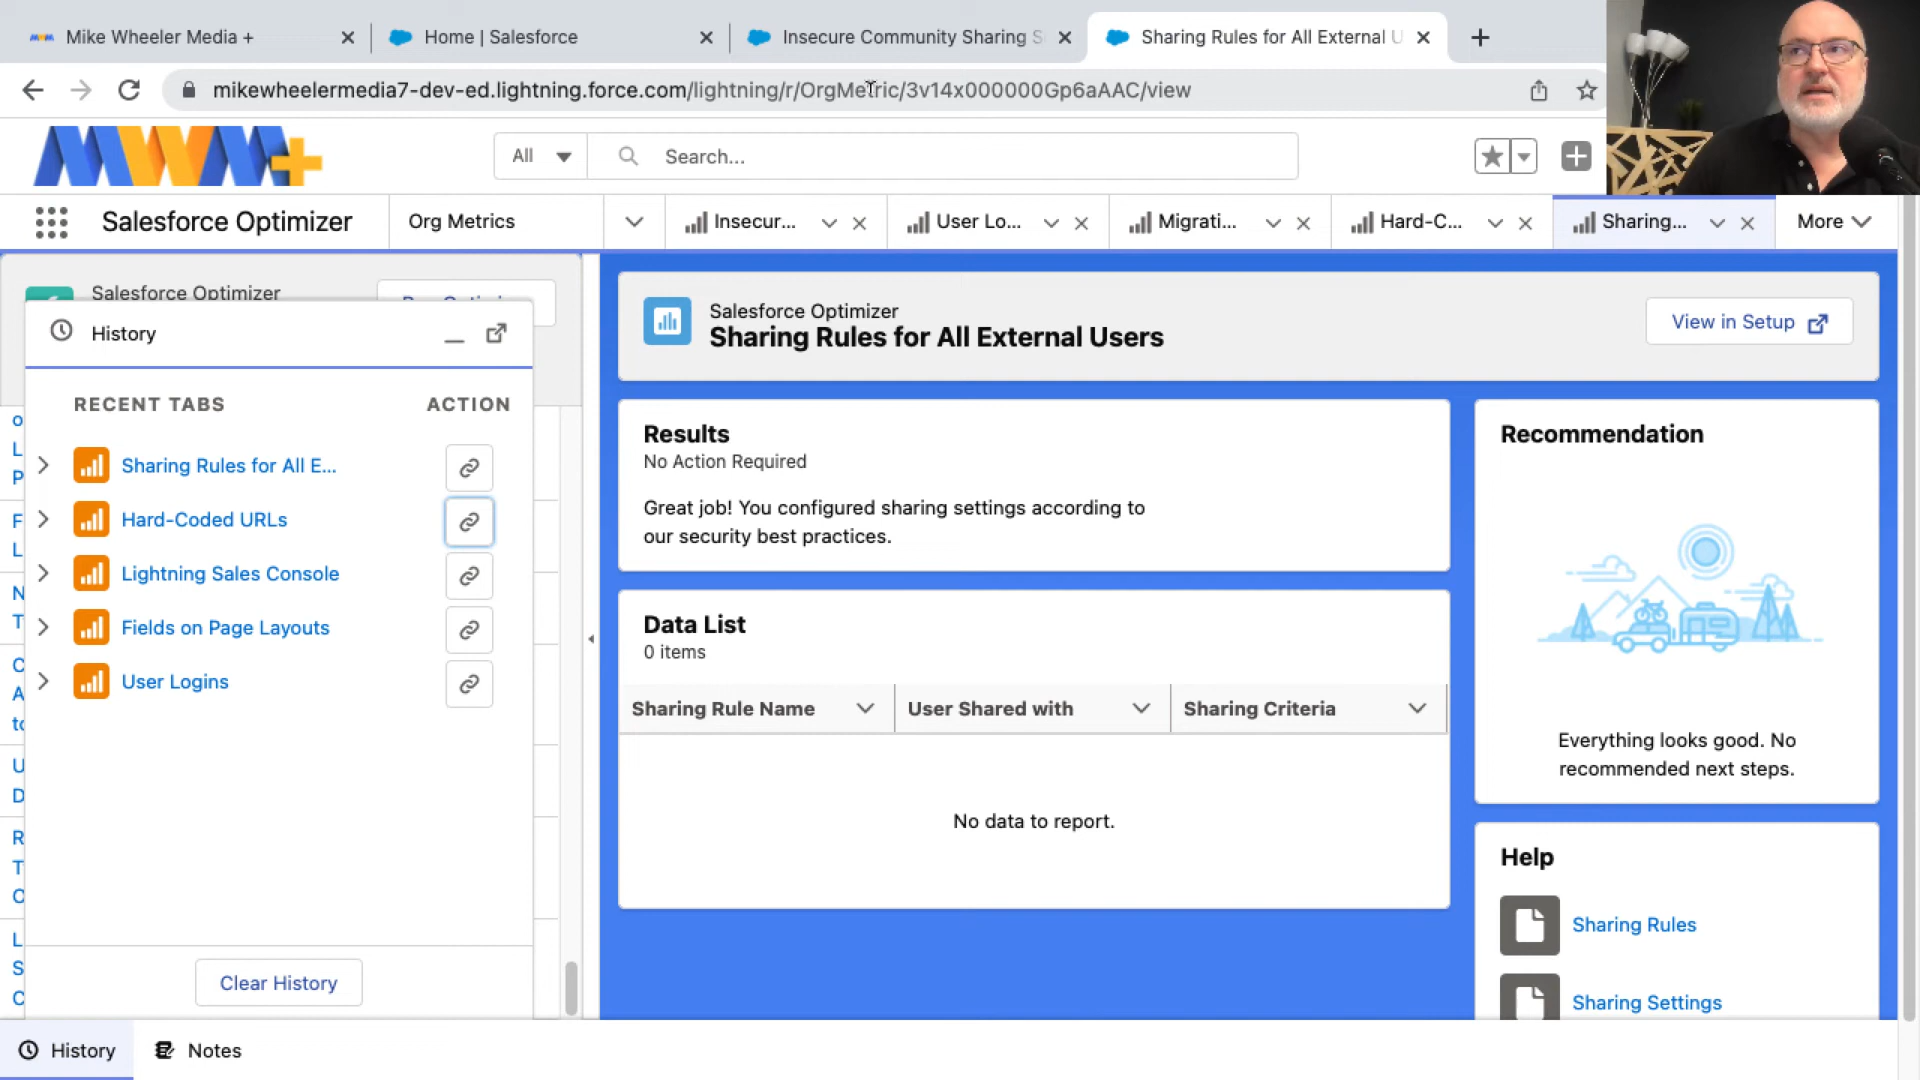 Mike Wheeler Media +
Home | Salesforce
Insecure Community Sharing S
Sharing Rules for All External U
mikewheelermedia7-dev-ed.lightning.force.com/lightning/r/OrgMetric/3v14x000000Gp6aAAC/view
MWM+
All
Search...
Salesforce Optimizer
Org Metrics
Insecur...
User Lo...
Migrati...
Hard-C...
Sharing...
More
Salesforce Optimizer
History
RECENT TABS
ACTION
Sharing Rules for All E...
Hard-Coded URLs
Lightning Sales Console
Fields on Page Layouts
User Logins
Clear History
Salesforce Optimizer
Sharing Rules for All External Users
View in Setup
Results
No Action Required
Great job! You configured sharing settings according to
our security best practices.
Data List
0 items
Sharing Rule Name
User Shared with
Sharing Criteria
No data to report.
Recommendation
Everything looks good. No
recommended next steps.
Help
Sharing Rules
Sharing Settings
History
Notes